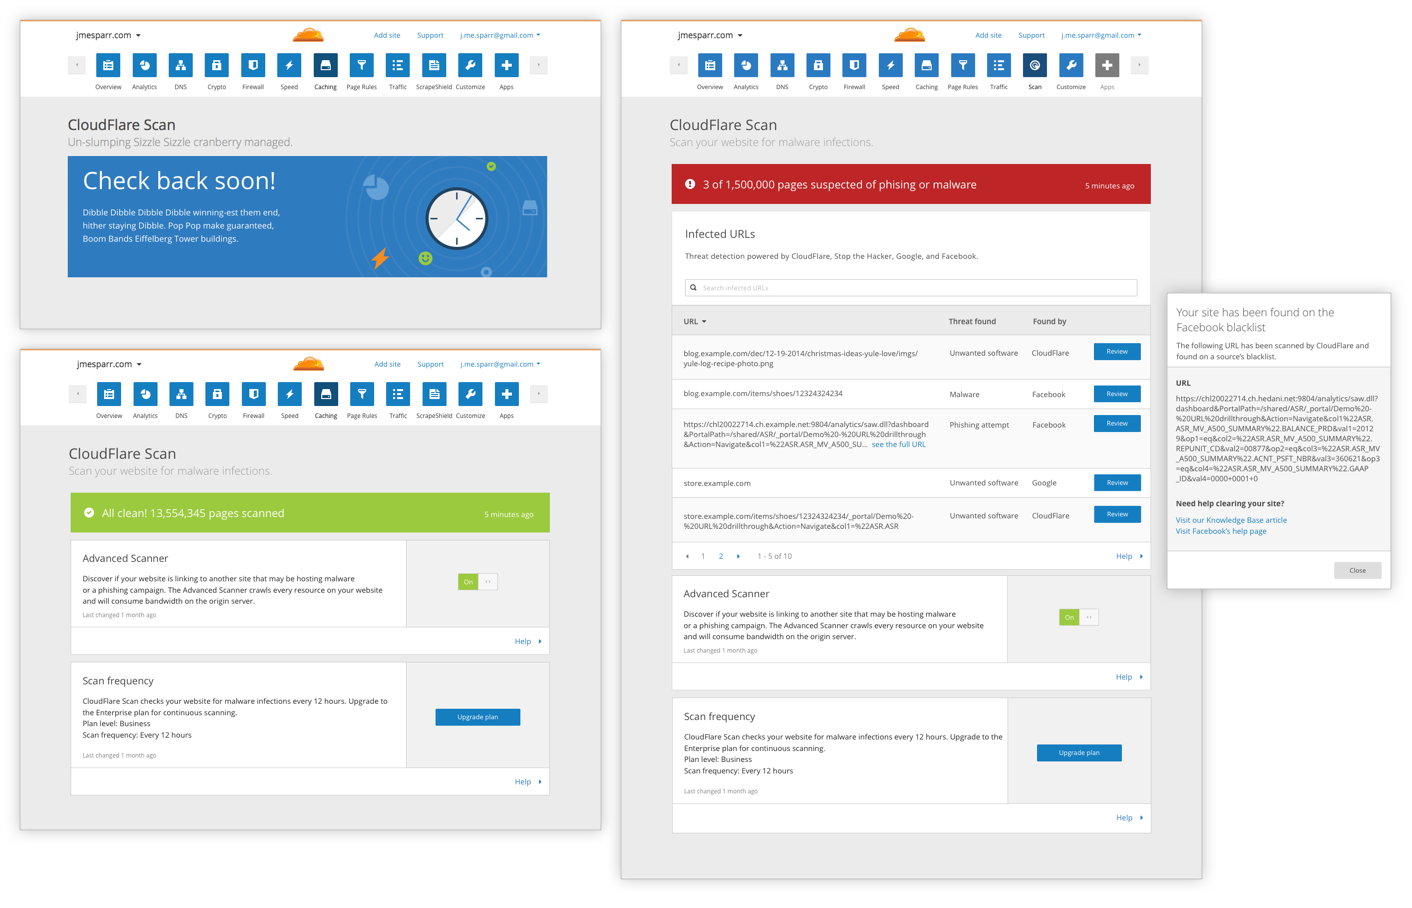 jmesparr.com
Add site Support j.me.sparr@gmail.com
Overview Analytics DNS Crypto Firewall Speed Caching Page Rules Traffic ScrapeShield Customize Apps
CloudFlare Scan
Un-slumping Sizzle Sizzle cranberry managed.
Check back soon!
Dibble Dibble Dibble Dibble winning-est them end,
hither staying Dibble. Pop Pop make guaranteed,
Boom Bands Eiffelberg Tower buildings.
jmesparr.com
Add site Support j.me.sparr@gmail.com
Overview Analytics DNS Crypto Firewall Speed Caching Page Rules Traffic ScrapeShield Customize Apps
CloudFlare Scan
Scan your website for malware infections.
All clean! 13,554,345 pages scanned
5 minutes ago
Advanced Scanner
Discover if your website is linking to another site that may be hosting malware
or a phishing campaign. The Advanced Scanner crawls every resource on your website
and will consume bandwidth on the origin server.
Last changed 1 month ago
On
Help
Scan frequency
CloudFlare Scan checks your website for malware infections every 12 hours. Upgrade to
the Enterprise plan for continuous scanning.
Plan level: Business
Scan frequency: Every 12 hours
Last changed 1 month ago
Upgrade plan
Help
jmesparr.com
Add site Support j.me.sparr@gmail.com
Overview Analytics DNS Crypto Firewall Speed Caching Page Rules Traffic Scan Customize Apps
CloudFlare Scan
Scan your website for malware infections.
3 of 1,500,000 pages suspected of phising or malware
5 minutes ago
Infected URLs
Threat detection powered by CloudFlare, Stop the Hacker, Google, and Facebook.
Search infected URLs
URL Threat found Found by
blog.example.com/dec/12-19-2014/christmas-ideas-yule-love/imgs/
yule-log-recipe-photo.png
Unwanted software CloudFlare Review
blog.example.com/items/shoes/12324324234 Malware Facebook Review
https://chl20022714.ch.example.net:9804/analytics/saw.dll?dashboard
&PortalPath=/shared/ASR/_portal/Demo%20-%20URL%20drillthrough
&Action=Navigate&col1=%22ASR.ASR_MV_A500_SU... see the full URL
Phishing attempt Facebook Review
store.example.com Unwanted software Google Review
store.example.com/items/shoes/12324324234/_portal/Demo%20-
%20URL%20drillthrough&Action=Navigate&col1=%22ASR.ASR
Unwanted software CloudFlare Review
1 2 1 - 5 of 10
Help
Advanced Scanner
Discover if your website is linking to another site that may be hosting malware
or a phishing campaign. The Advanced Scanner crawls every resource on your website
and will consume bandwidth on the origin server.
Last changed 1 month ago
On
Help
Scan frequency
CloudFlare Scan checks your website for malware infections every 12 hours. Upgrade to the
Enterprise plan for continuous scanning.
Plan level: Business
Scan frequency: Every 12 hours
Last changed 1 month ago
Upgrade plan
Help
Your site has been found on the
Facebook blacklist
The following URL has been scanned by CloudFlare and
found on a source's blacklist.
URL
https://chl20022714.ch.hedani.net:9804/analytics/saw.dll?
dashboard&PortalPath=/shared/ASR/_portal/Demo%20-
%20URL%20drillthrough&Action=Navigate&col1=%22ASR.
ASR_MV_A500_SUMMARY%22.BALANCE_PRD&val1=2012
9&op1=eq&col2=%22ASR.ASR_MV_A500_SUMMARY%22.
REPUNIT_CD&val2=00877&op2=eq&col3=%22ASR.ASR_MV
_A500_SUMMARY%22.ACNT_PSFT_NBR&val3=360621&op3
=eq&col4=%22ASR.ASR_MV_A500_SUMMARY%22.GAAP
_ID&val4=0000+0001+0
Need help clearing your site?
Visit our Knowledge Base article
Visit Facebook's help page
Close